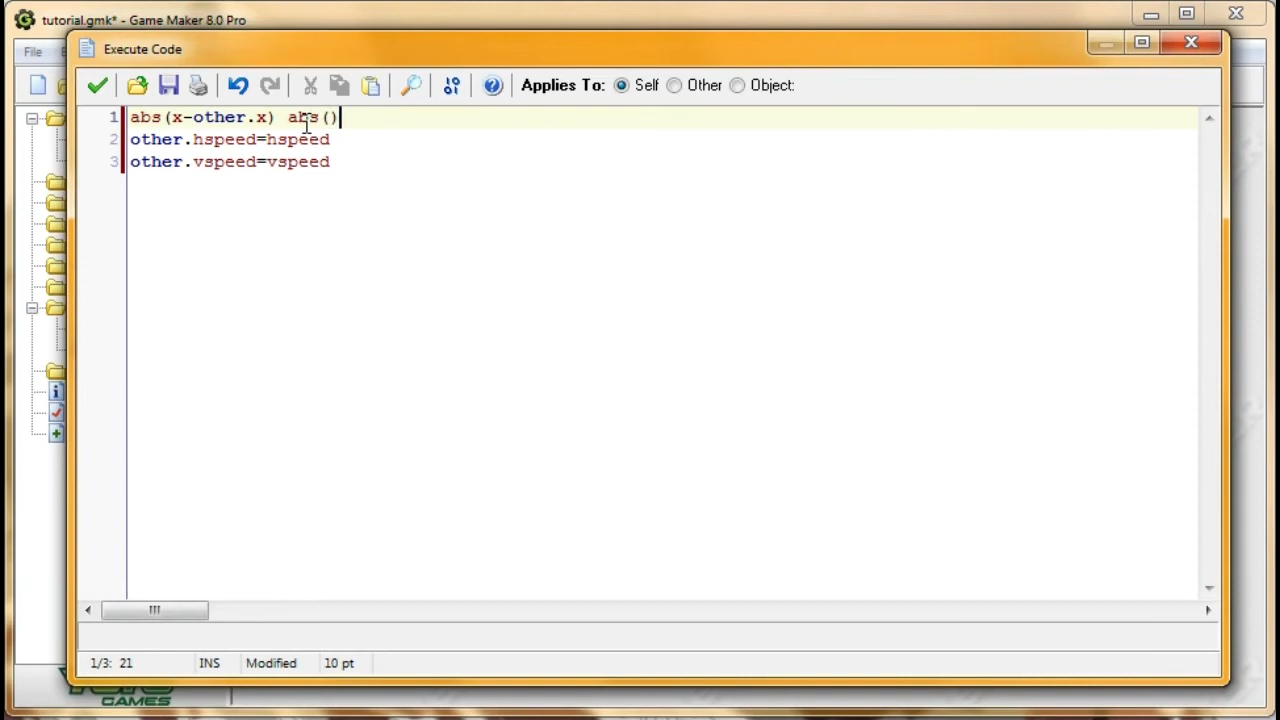 tutorial.gmk* - Game Maker 8.0 Pro
File
Execute Code
Applies To: Self Other Object:
1 abs(x-other.x) abs()
2 other.hspeed=hspeed
3 other.vspeed=vspeed
1/3: 21 INS Modified 10 pt
GAMES